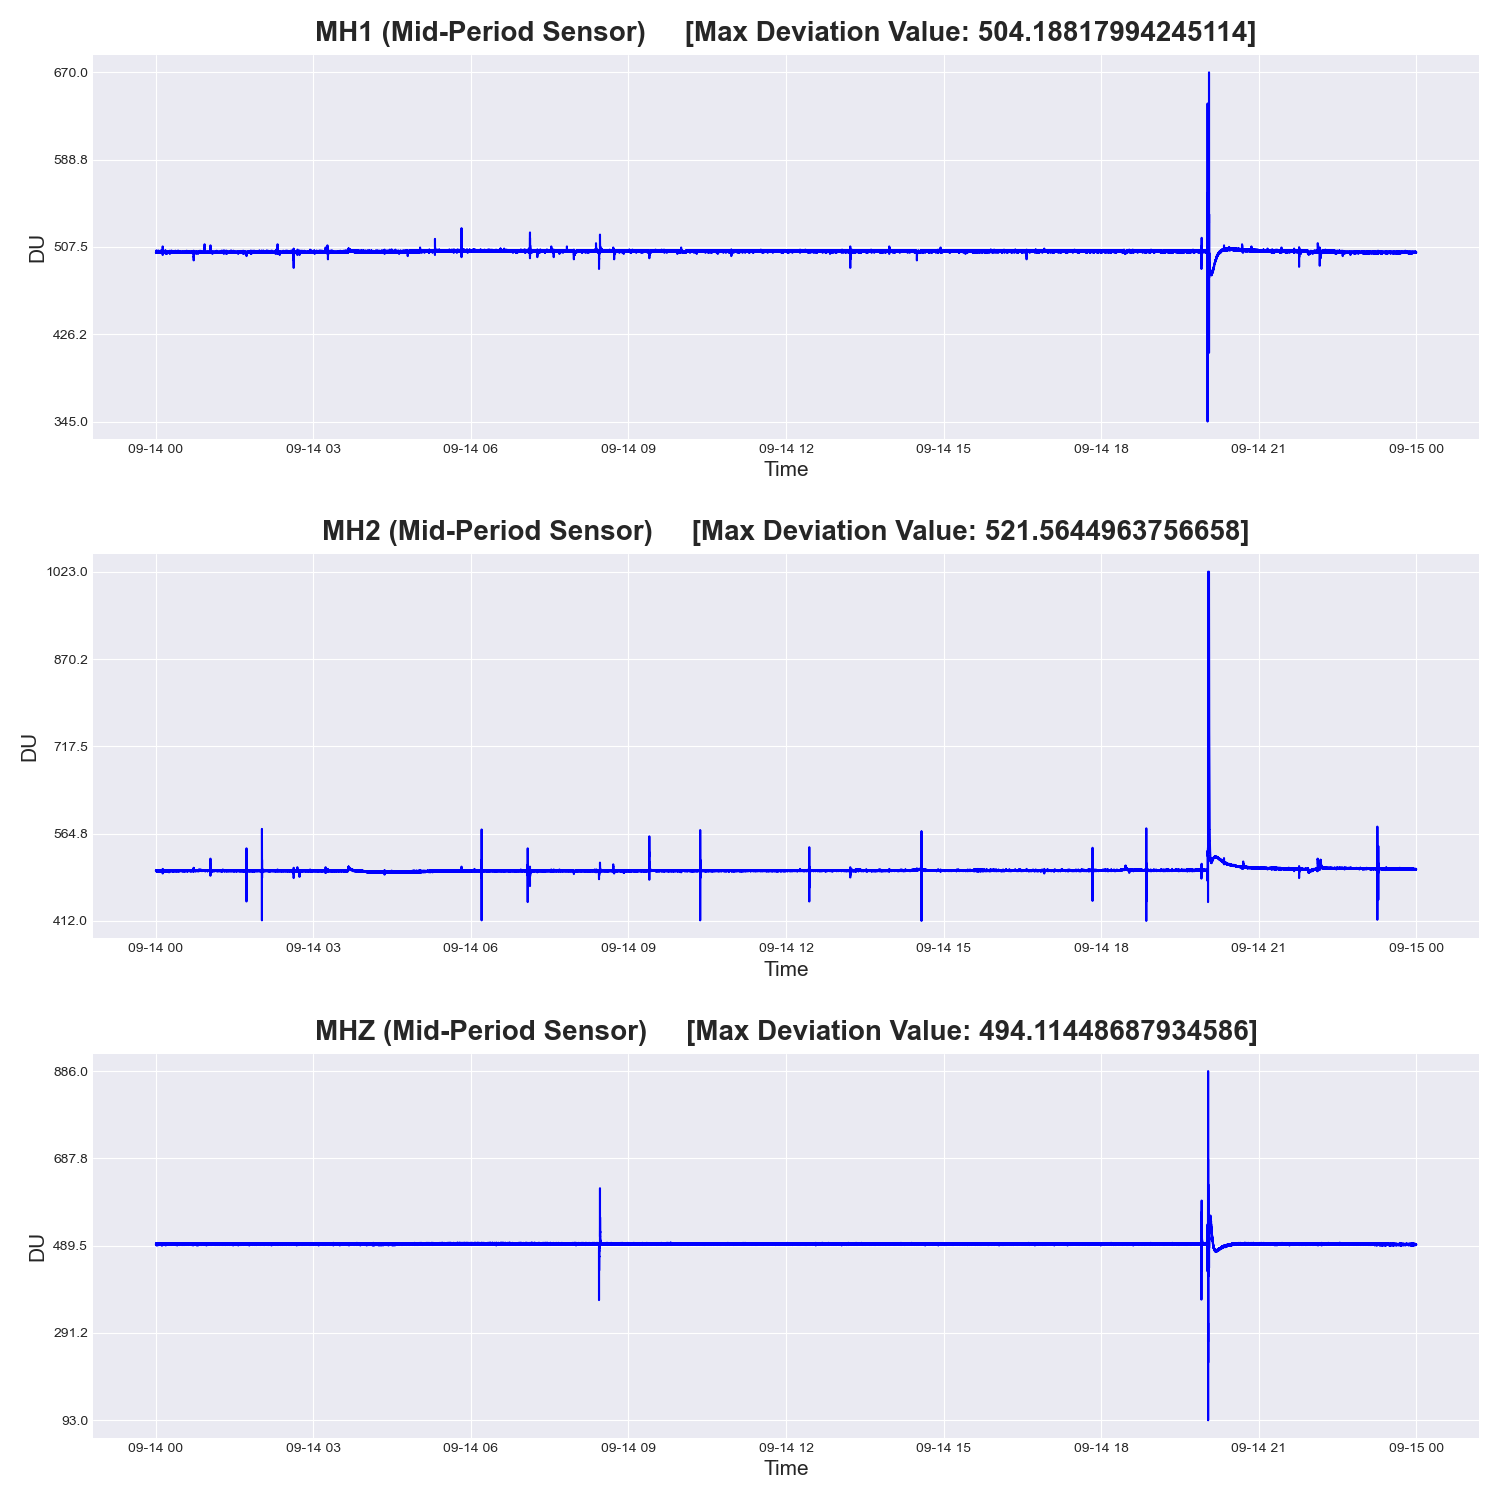 MH1 (Mid-Period Sensor) [Max Deviation Value: 504.18817994245114]
670.0
588.8
507.5
426.2
345.0
DU
09-14 00 09-14 03 09-14 06 09-14 09 09-14 12 09-14 15 09-14 18 09-14 21 09-15 00
Time
MH2 (Mid-Period Sensor) [Max Deviation Value: 521.5644963756658]
1023.0
870.2
717.5
564.8
412.0
DU
09-14 00 09-14 03 09-14 06 09-14 09 09-14 12 09-14 15 09-14 18 09-14 21 09-15 00
Time
MHZ (Mid-Period Sensor) [Max Deviation Value: 494.11448687934586]
886.0
687.8
489.5
291.2
93.0
DU
09-14 00 09-14 03 09-14 06 09-14 09 09-14 12 09-14 15 09-14 18 09-14 21 09-15 00
Time